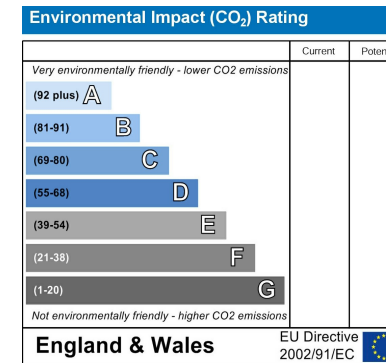 Environmental Impact (CO₂) Rating
Current Poten
Very environmentally friendly - lower CO2 emissions
(92 plus) A
(81-91) B
(69-80) C
(55-68) D
(39-54) E
(21-38) F
(1-20) G
Not environmentally friendly - higher CO2 emissions
England & Wales
EU Directive
2002/91/EC